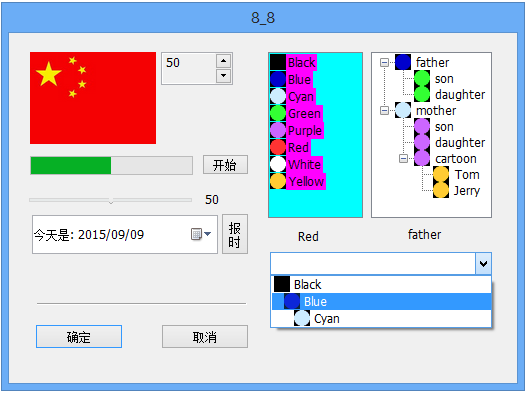 8_8
50
开始
50
今天是: 2015/09/09
报
时
确定
取消
Black
Blue
Cyan
Green
Purple
Red
White
Yellow
Red
father
son
daughter
mother
son
daughter
cartoon
Tom
Jerry
father
Black
Blue
Cyan